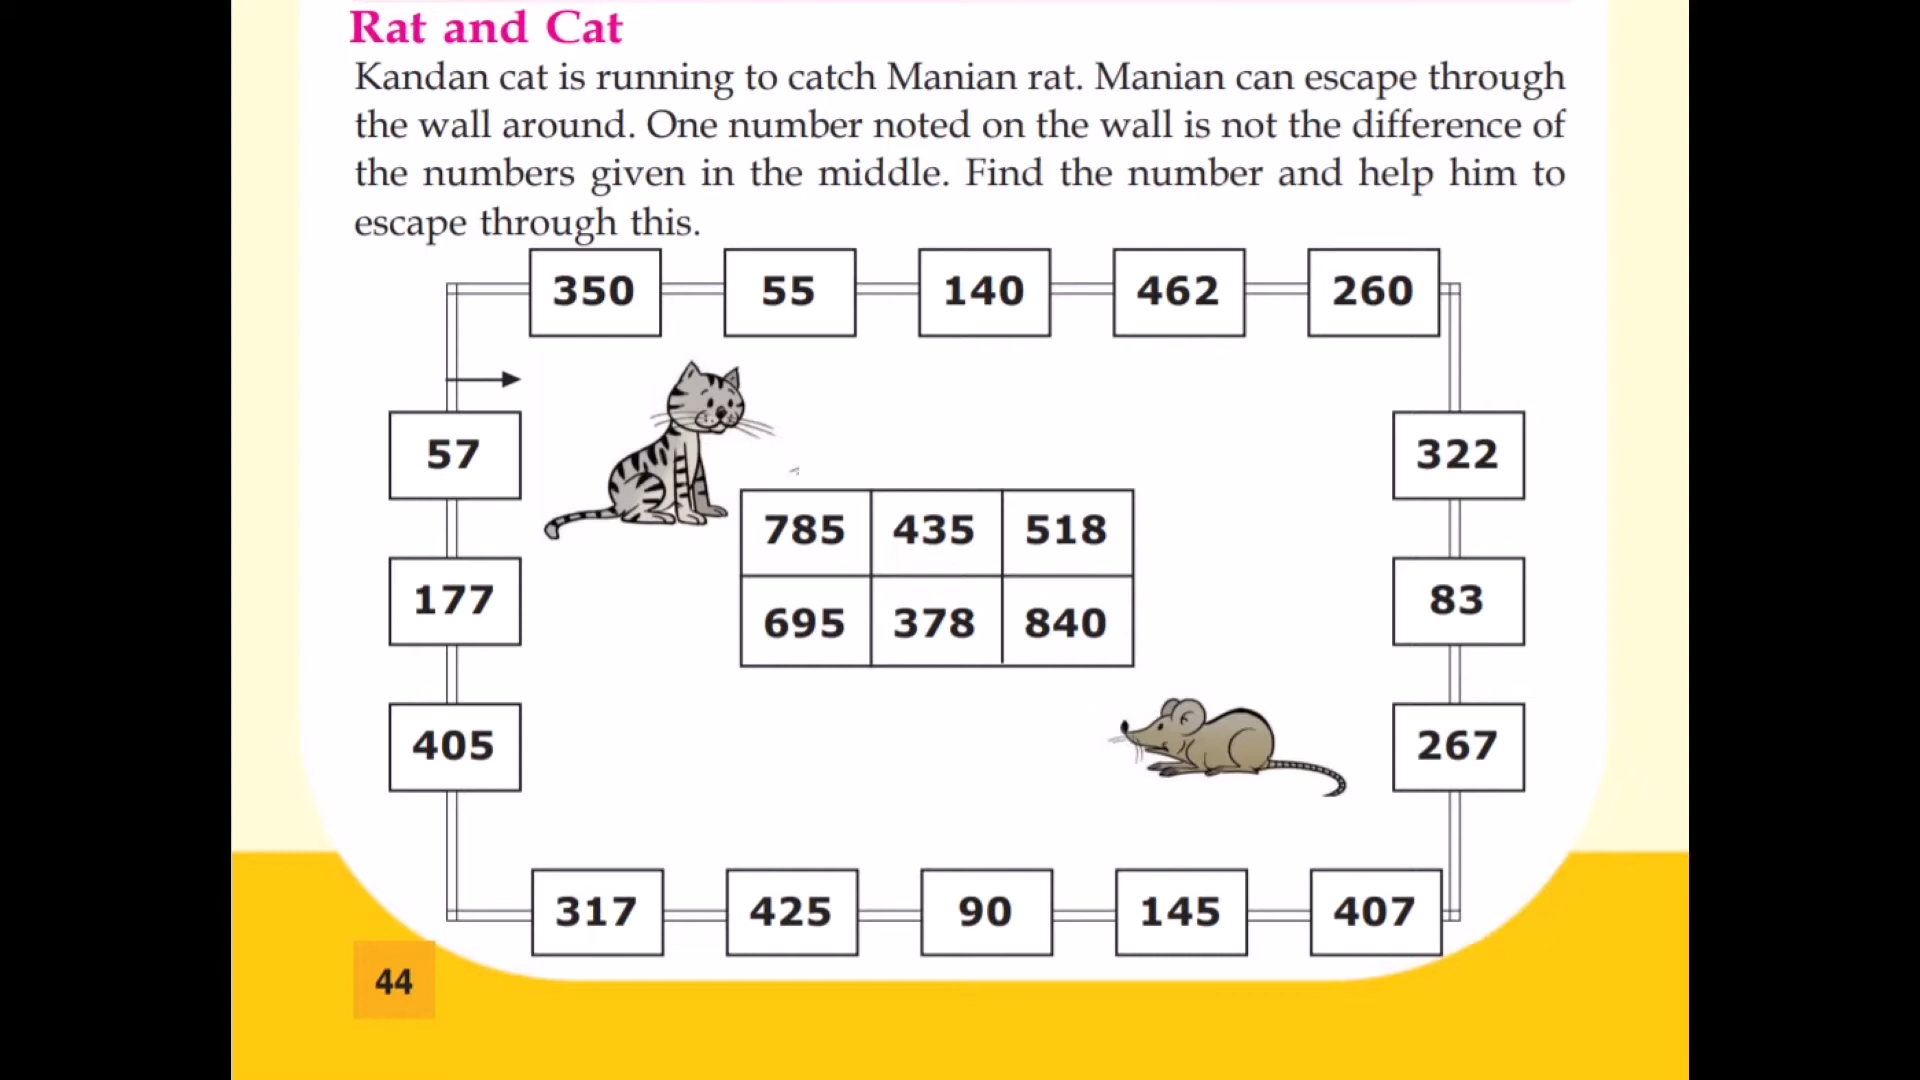 Rat and Cat
Kandan cat is running to catch Manian rat. Manian can escape through
the wall around. One number noted on the wall is not the difference of
the numbers given in the middle. Find the number and help him to
escape through this.
350 55 140 462 260
57 322
785 435 518
177 83
695 378 840
405 267
317 425 90 145 407
44